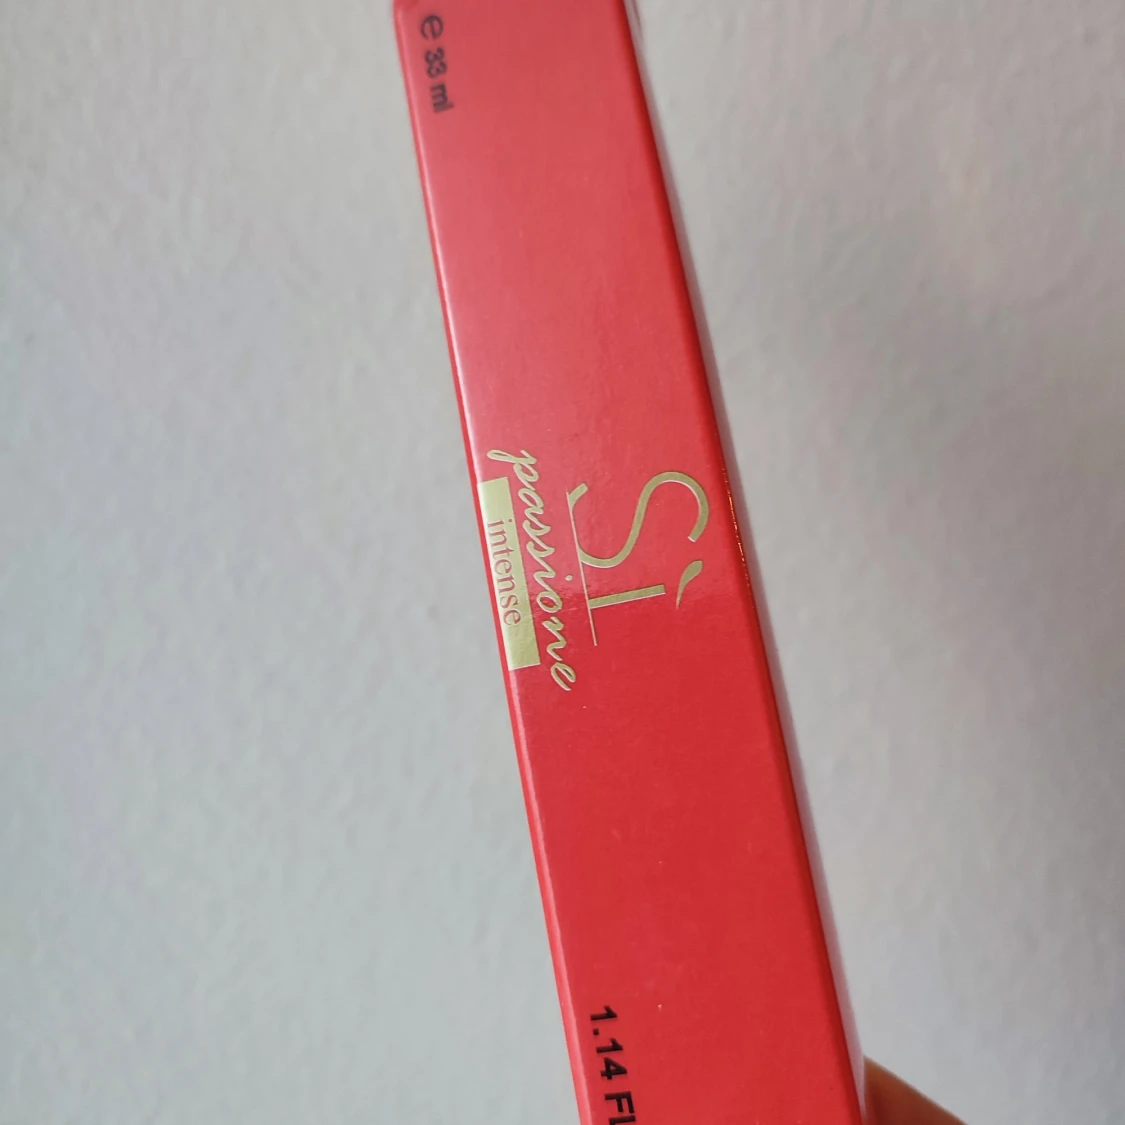 Sì
passione
intense
e 33 ml
1.14 Fl